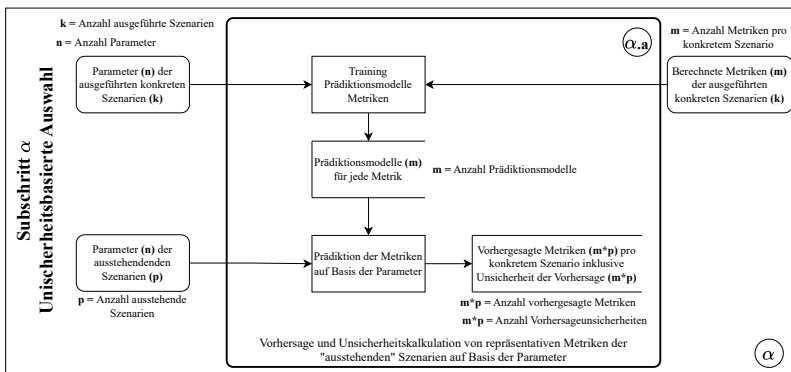 Subschritt α
Unischerheitsbasierte Auswahl
k = Anzahl ausgeführte Szenarien
n = Anzahl Parameter
Parameter (n) der
ausgeführten konkreten
Szenarien (k)
α.a
Training
Prädiktionsmodelle
Metriken
m = Anzahl Metriken pro
konkretem Szenario
Berechnete Metriken (m)
der ausgeführten
konkreten Szenarien (k)
Prädiktionsmodelle (m)
für jede Metrik
m = Anzahl Prädiktionsmodelle
Parameter (n) der
ausstehendenden
Szenarien (p)
p = Anzahl ausstehende
Szenarien
Prädiktion der Metriken
auf Basis der Parameter
Vorhergesagte Metriken (m*p) pro
konkretem Szenario inklusive
Unsicherheit der Vorhersage (m*p)
m*p = Anzahl vorhergesagte Metriken
m*p = Anzahl Vorhersageunsicherheiten
Vorhersage und Unsicherheitskalkulation von repräsentativen Metriken der
"ausstehenden" Szenarien auf Basis der Parameter
α